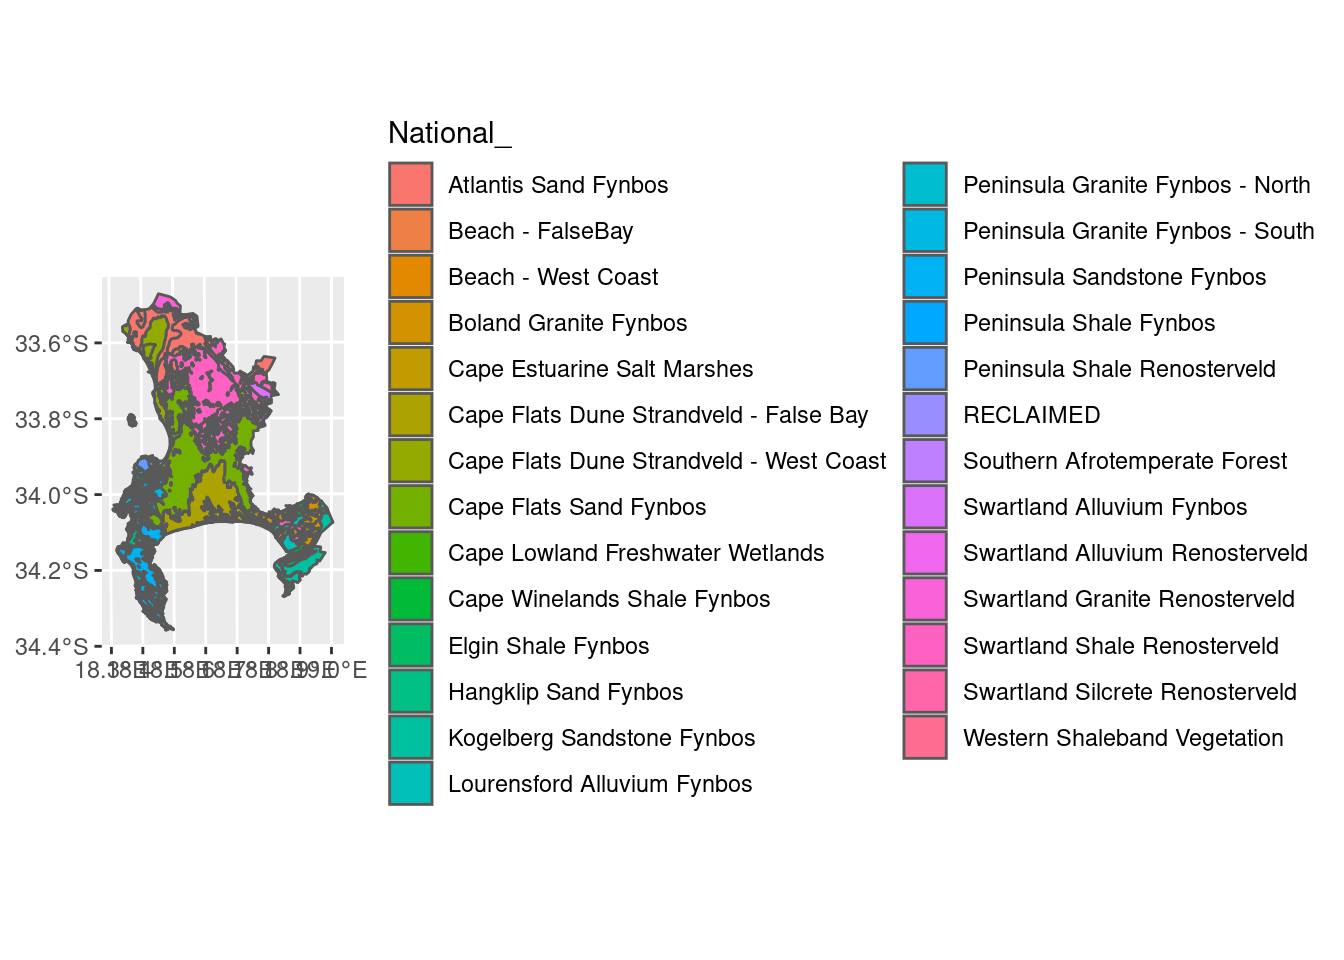 National_
Atlantis Sand Fynbos
Beach - FalseBay
Beach - West Coast
Boland Granite Fynbos
Cape Estuarine Salt Marshes
Cape Flats Dune Strandveld - False Bay
Cape Flats Dune Strandveld - West Coast
Cape Flats Sand Fynbos
Cape Lowland Freshwater Wetlands
Cape Winelands Shale Fynbos
Elgin Shale Fynbos
Hangklip Sand Fynbos
Kogelberg Sandstone Fynbos
Lourensford Alluvium Fynbos
Peninsula Granite Fynbos - North
Peninsula Granite Fynbos - South
Peninsula Sandstone Fynbos
Peninsula Shale Fynbos
Peninsula Shale Renosterveld
RECLAIMED
Southern Afrotemperate Forest
Swartland Alluvium Fynbos
Swartland Alluvium Renosterveld
Swartland Granite Renosterveld
Swartland Shale Renosterveld
Swartland Silcrete Renosterveld
Western Shaleband Vegetation
33.6°S
33.8°S
34.0°S
34.2°S
34.4°S